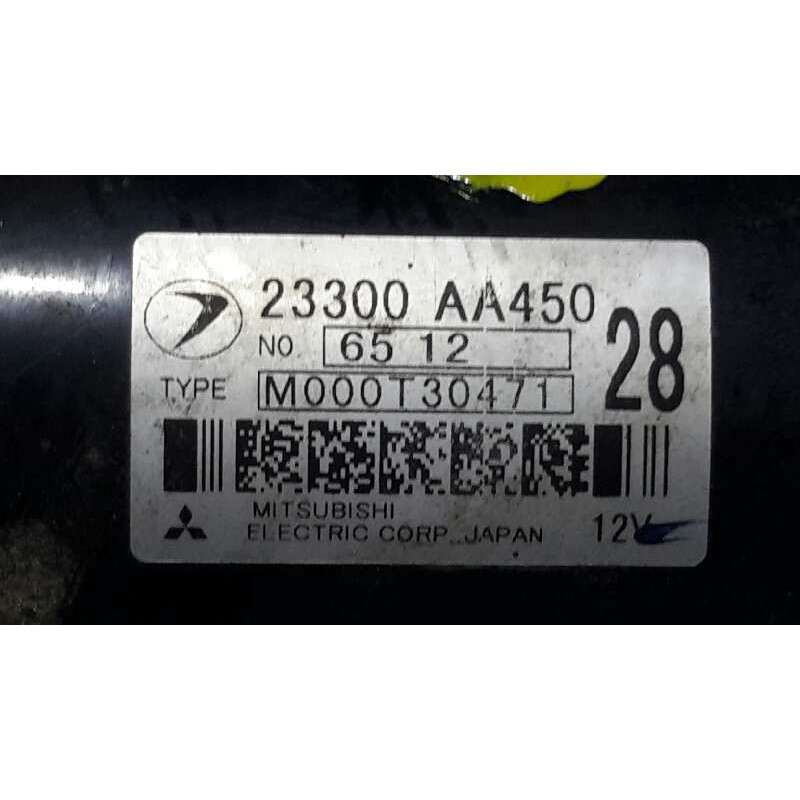 23300 AA450
NO. 65 12
28
TYPE M000T30471
MITSUBISHI
ELECTRIC CORP. JAPAN 12V